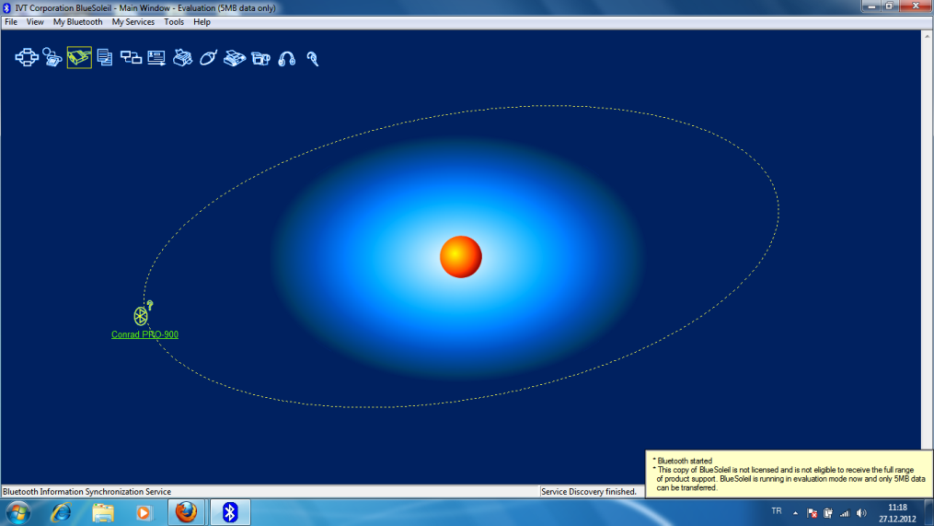 IVT Corporation BlueSoleil - Main Window - Evaluation (5MB data only)
File View My Bluetooth My Services Tools Help
Conrad PRO-900
* Bluetooth started
* This copy of BlueSoleil is not licensed and is not eligible to receive the full range
of product support. BlueSoleil is running in evaluation mode now and only 5MB data
can be transferred.
Bluetooth Information Synchronization Service
Service Discovery finished.
TR
11:18
27.12.2012